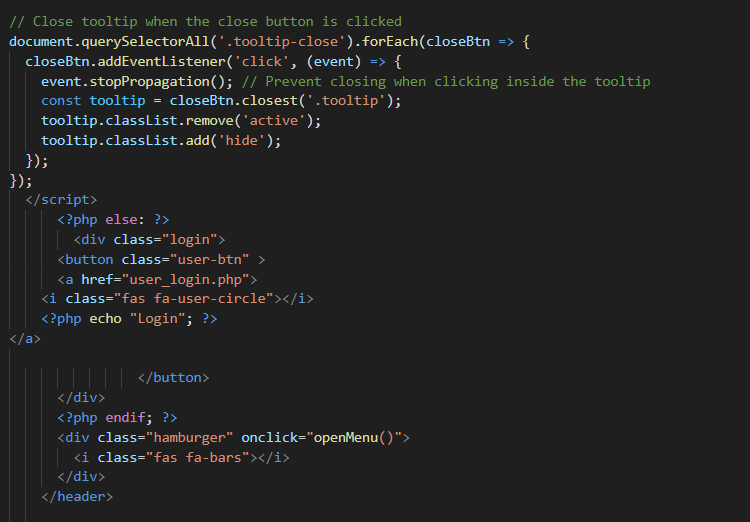 // Close tooltip when the close button is clicked
document.querySelectorAll('.tooltip-close').forEach(closeBtn => {
closeBtn.addEventListener('click', (event) => {
event.stopPropagation(); // Prevent closing when clicking inside the tooltip
const tooltip = closeBtn.closest('.tooltip');
tooltip.classList.remove('active');
tooltip.classList.add('hide');
});
});
</script>
<?php else: ?>
<div class="login">
<button class="user-btn" >
<a href="user_login.php">
<i class="fas fa-user-circle"></i>
<?php echo "Login"; ?>
</a>
</button>
</div>
<?php endif; ?>
<div class="hamburger" onclick="openMenu()">
<i class="fas fa-bars"></i>
</div>
</header>